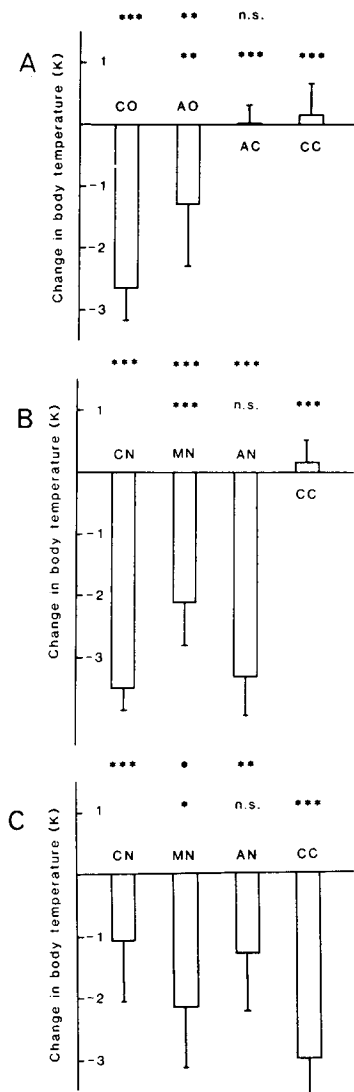 *** ** n.s.
A 1 ** *** ***
CO AO
AC CC
-1
-2
-3
Change in body temperature (K)
*** *** ***
B 1 *** n.s. ***
CN MN AN
CC
-1
-2
-3
Change in body temperature (K)
*** * **
C 1 * n.s. ***
CN MN AN CC
-1
-2
-3
Change in body temperature (K)